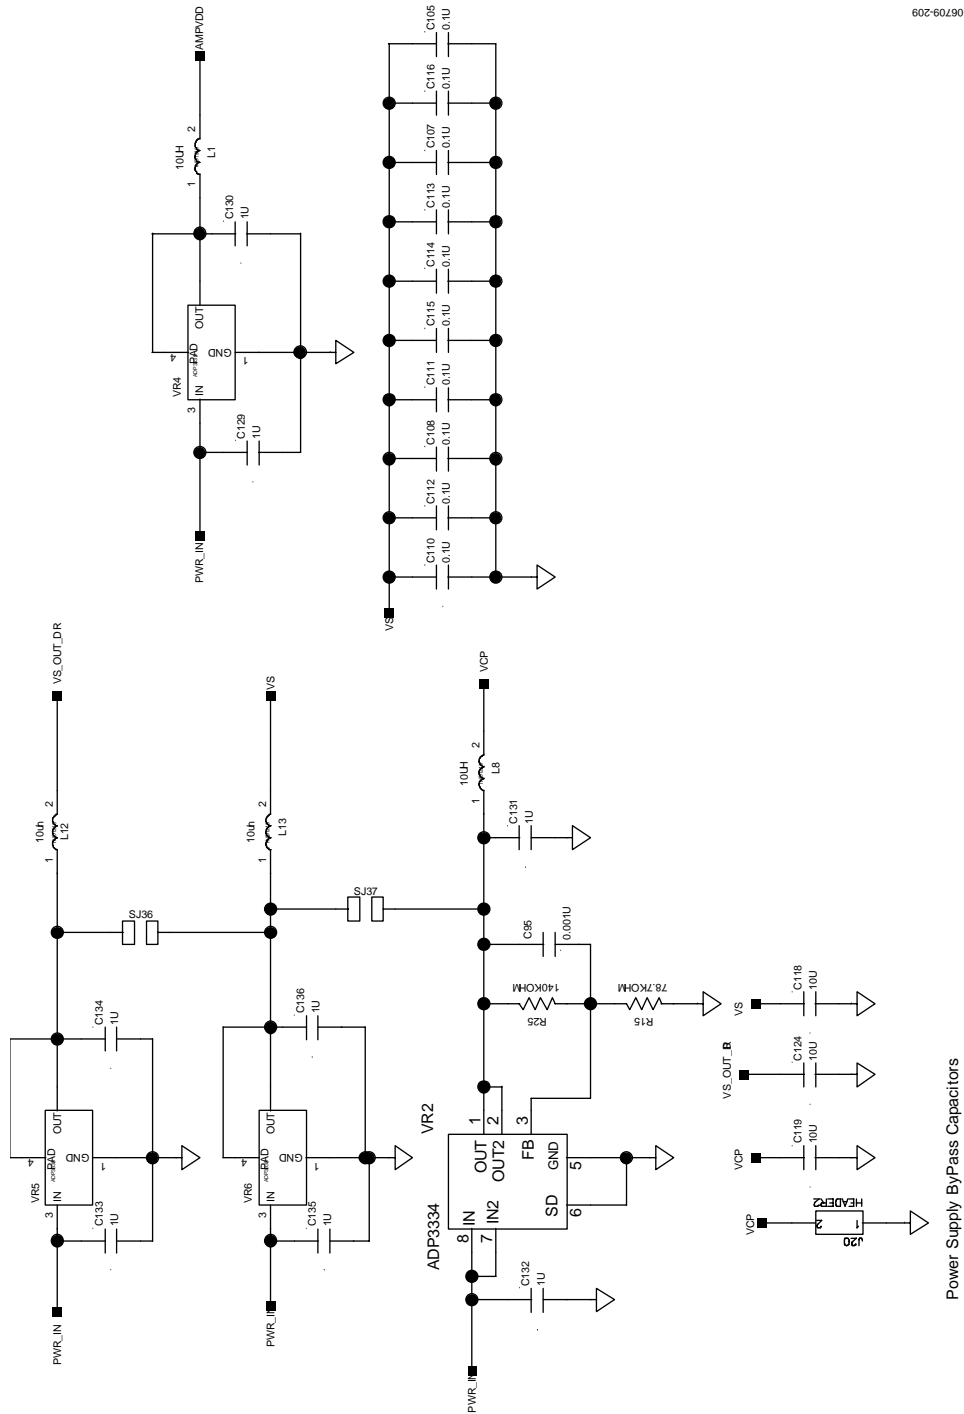 06709-209
AMPVDD
2
10UH
L1
1
C130
1U
OUT
4
PAD
GND
1
VR4
IN
3
C129
1U
PWR_IN
C105
0.1U
C116
0.1U
C107
0.1U
C113
0.1U
C114
0.1U
C115
0.1U
C111
0.1U
C108
0.1U
C112
0.1U
C110
0.1U
VS
VS_OUT_DR
2
10uh
L12
1
SJ36
C134
1U
OUT
4
PAD
GND
1
VR5
IN
3
C133
1U
PWR_IN
VS
2
10uh
L13
1
SJ37
C136
1U
OUT
4
PAD
GND
1
VR6
IN
3
C135
1U
PWR_IN
VCP
2
10UH
L8
1
C131
1U
C95
0.001U
140KOHM
R25
78.7KOHM
R15
VR2
ADP3334
1
2
3
OUT
OUT2
FB
GND
5
SD
6
IN
IN2
8
7
C132
1U
PWR_IN
VS
C118
10U
VS_OUT_DR
C124
10U
VCP
C119
10U
VCP
HEADER2
2
1
J20
Power Supply ByPass Capacitors